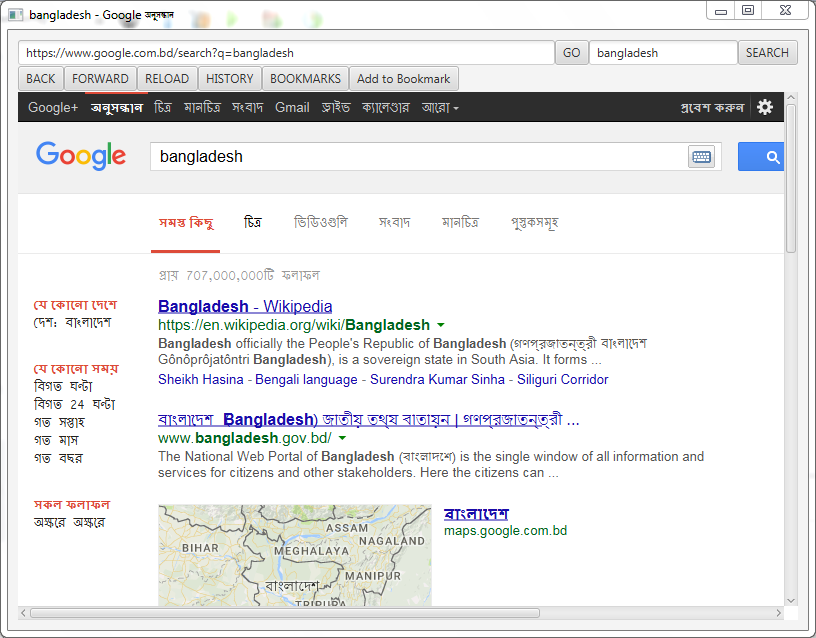 bangladesh - Google অনুসন্ধান
https://www.google.com.bd/search?q=bangladesh GO bangladesh SEARCH
BACK FORWARD RELOAD HISTORY BOOKMARKS Add to Bookmark
Google+ অনুসন্ধান চিত্র মানচিত্র সংবাদ Gmail ড্রাইভ ক্যালেণ্ডার আরো প্রবেশ করুন
Google bangladesh
সমস্ত কিছু চিত্র ভিডিওগুলি সংবাদ মানচিত্র পুস্তকসমূহ
প্রায় 707,000,000টি ফলাফল
যে কোনো দেশে
দেশ: বাংলাদেশ
যে কোনো সময়
বিগত ঘণ্টা
বিগত 24 ঘণ্টা
গত সপ্তাহ
গত মাস
গত বছর
সকল ফলাফল
অক্ষরে অক্ষরে
Bangladesh - Wikipedia
https://en.wikipedia.org/wiki/Bangladesh
Bangladesh officially the People's Republic of Bangladesh (গণপ্রজাতন্ত্রী বাংলাদেশ
Gônôprôjatôntri Bangladesh), is a sovereign state in South Asia. It forms ...
Sheikh Hasina - Bengali language - Surendra Kumar Sinha - Siliguri Corridor
বাংলাদেশ Bangladesh) জাতীয় তথ্য বাতায়ন | গণপ্রজাতন্ত্রী ...
www.bangladesh.gov.bd/
The National Web Portal of Bangladesh (বাংলাদেশ) is the single window of all information and
services for citizens and other stakeholders. Here the citizens can ...
বাংলাদেশ
maps.google.com.bd
ASSAM
NAGALAND
BIHAR
MEGHALAYA
MANIPUR
বাংলাদেশ
TRIPURA